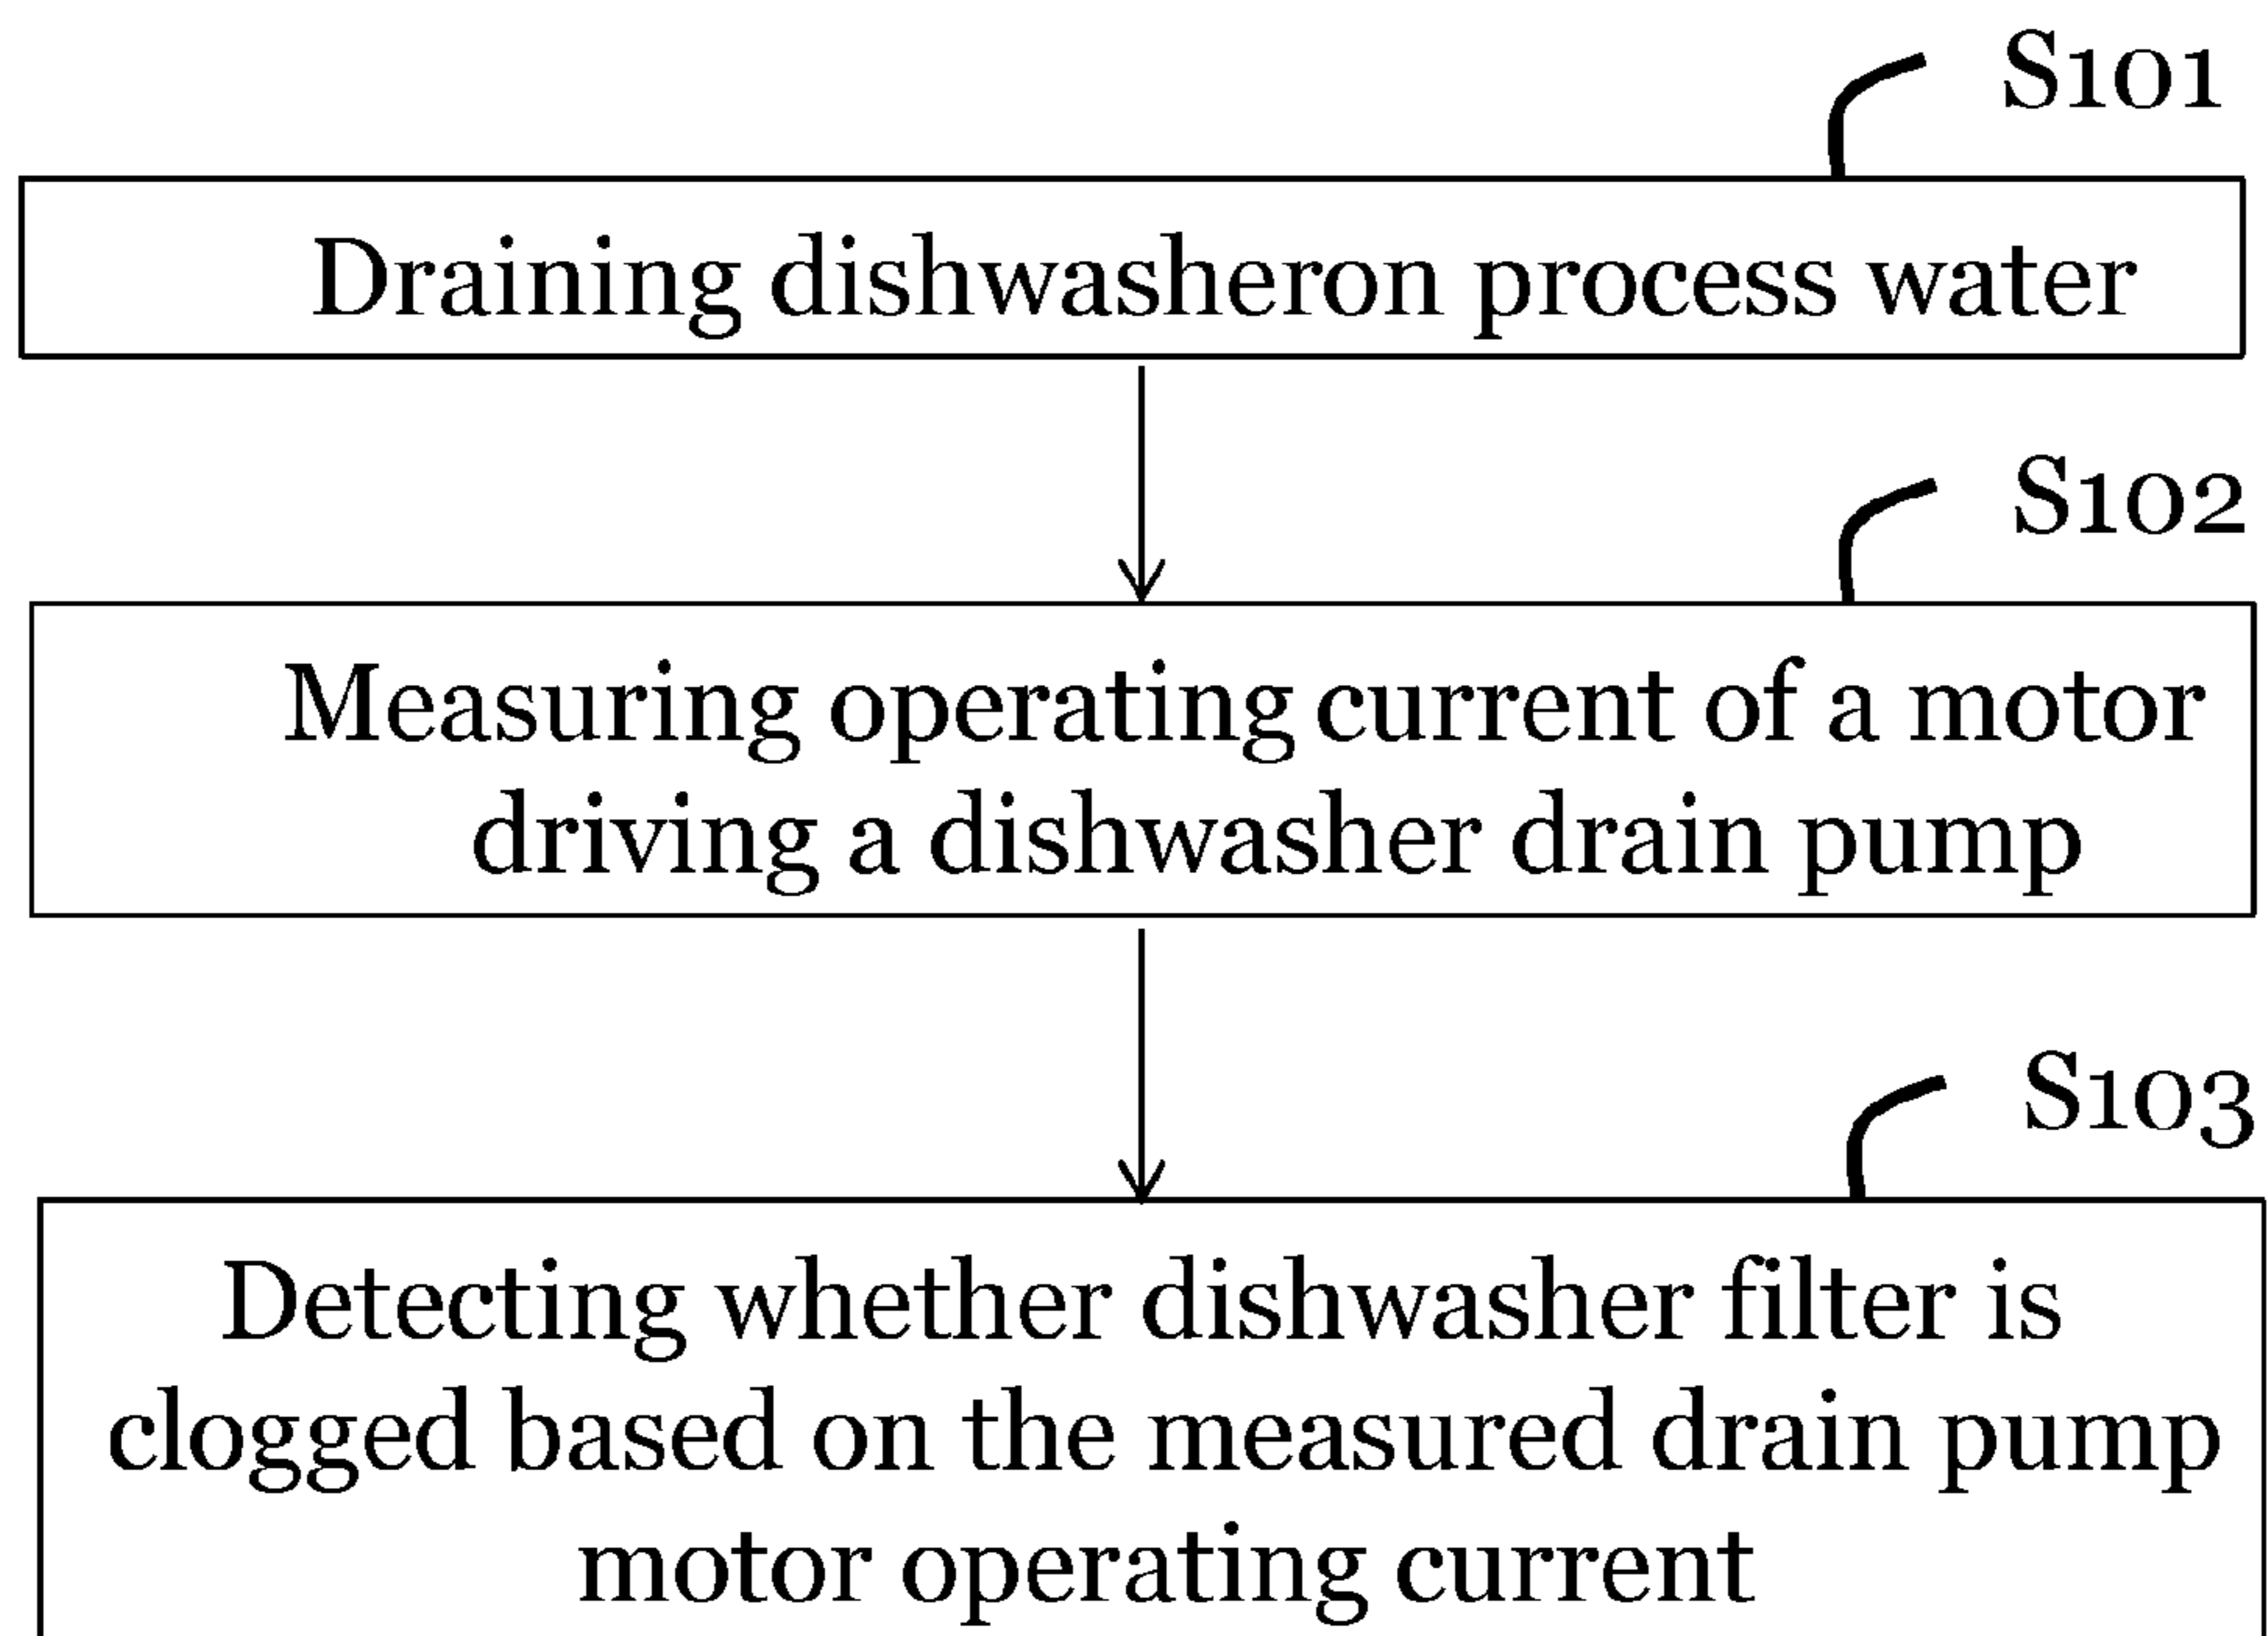 S101
Draining dishwasheron process water
S102
Measuring operating current of a motor
driving a dishwasher drain pump
S103
Detecting whether dishwasher filter is
clogged based on the measured drain pump
motor operating current